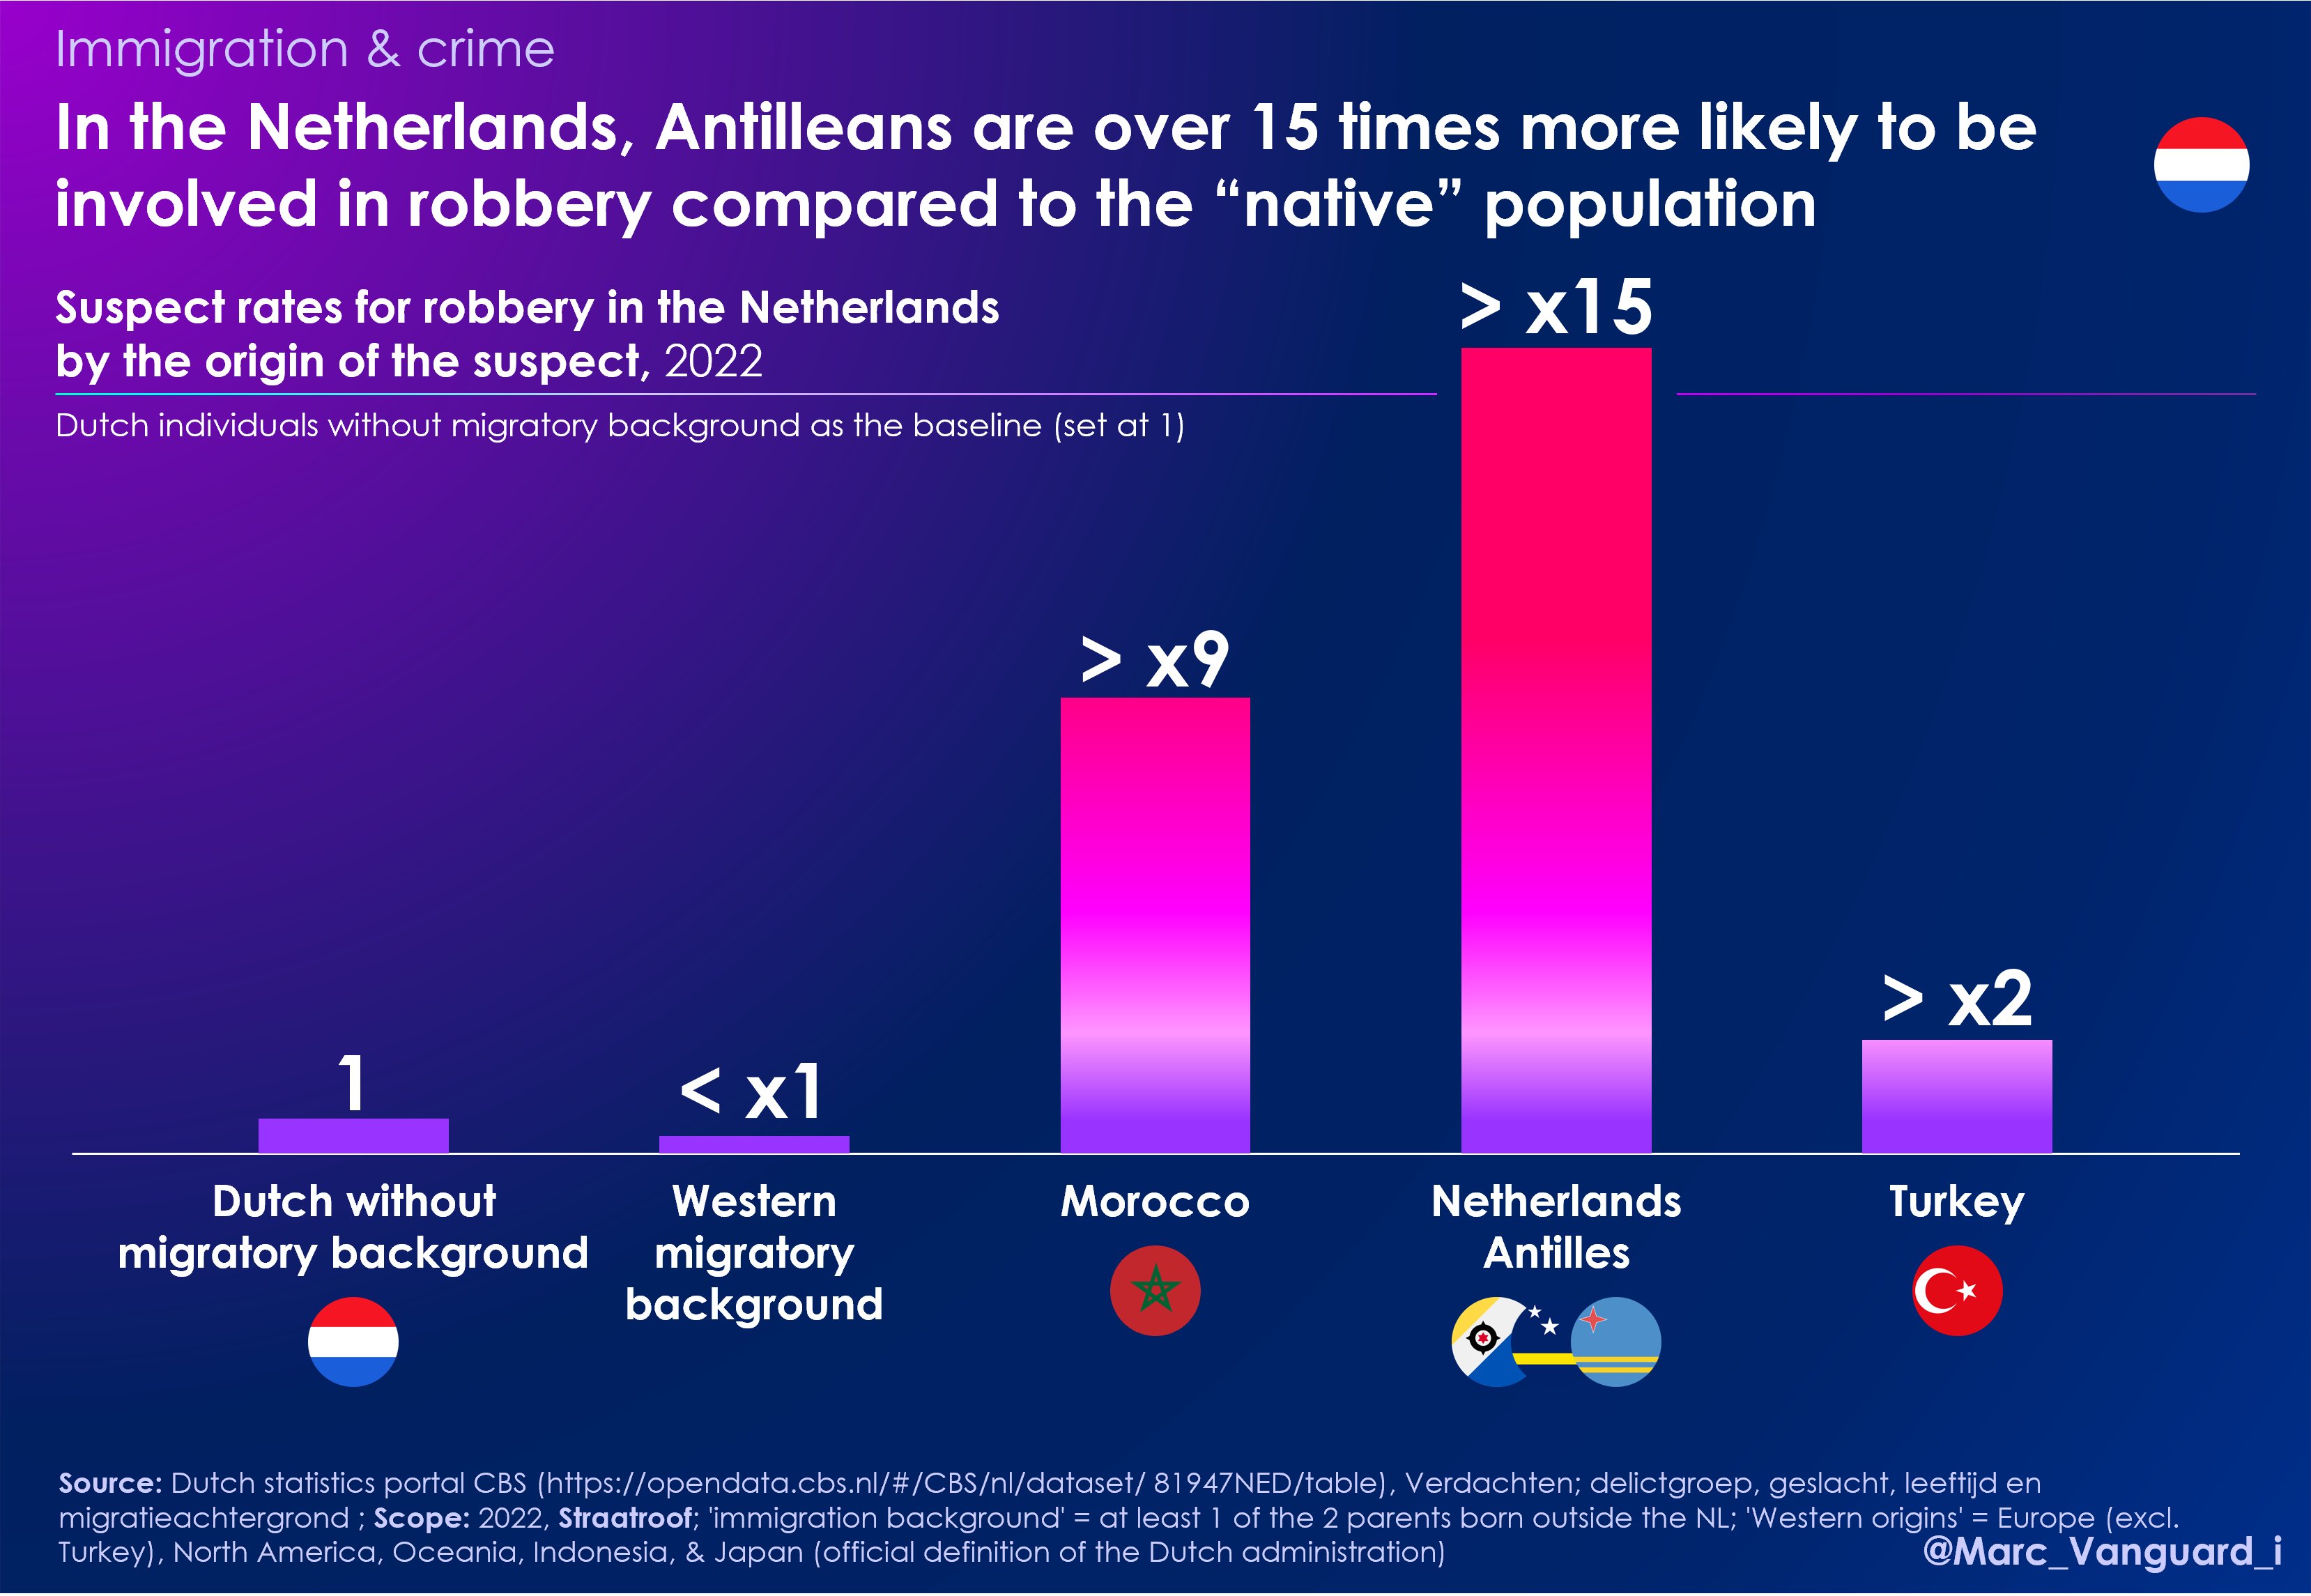 Immigration & crime
In the Netherlands, Antilleans are over 15 times more likely to be
involved in robbery compared to the “native” population
Suspect rates for robbery in the Netherlands
by the origin of the suspect, 2022
Dutch individuals without migratory background as the baseline (set at 1)
1
< x1
> x9
> x15
> x2
Dutch without
migratory background
Western
migratory
background
Morocco
Netherlands
Antilles
Turkey
Source: Dutch statistics portal CBS (https://opendata.cbs.nl/#/CBS/nl/dataset/ 81947NED/table), Verdachten; delictgroep, geslacht, leeftijd en
migratieachtergrond ; Scope: 2022, Straatroof; 'immigration background' = at least 1 of the 2 parents born outside the NL; 'Western origins' = Europe (excl.
Turkey), North America, Oceania, Indonesia, & Japan (official definition of the Dutch administration)
@Marc_Vanguard_i